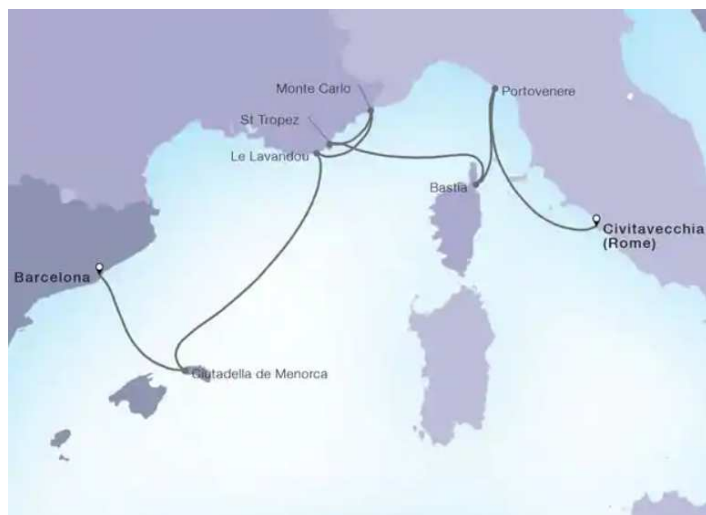 Monte Carlo
Portovenere
St Tropez
Le Lavandou
Bastia
Civitavecchia
(Rome)
Barcelona
Ciutadella de Menorca